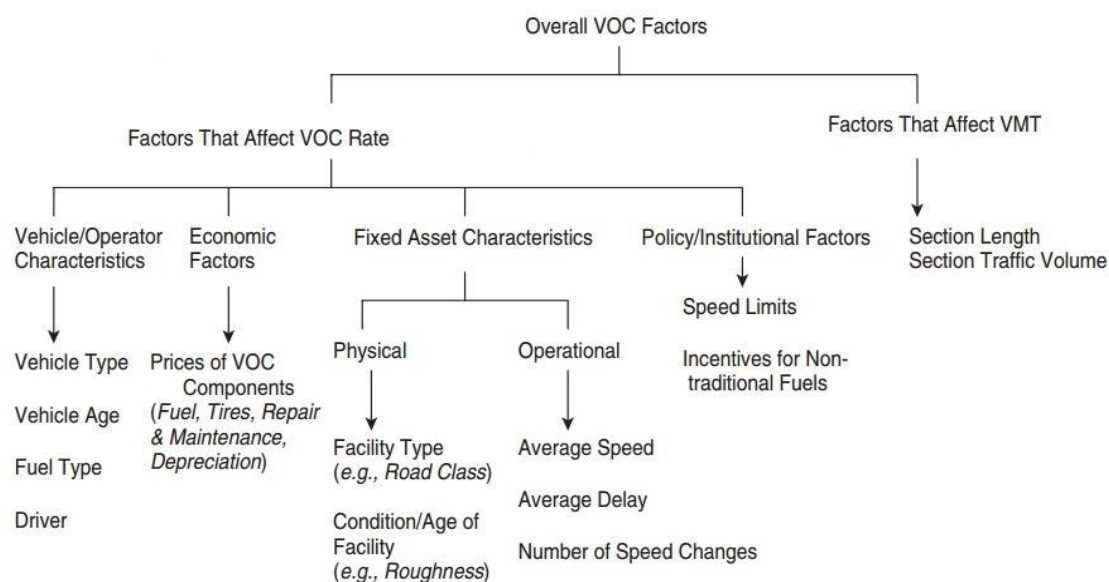 Overall VOC Factors
Factors That Affect VOC Rate
Factors That Affect VMT
Vehicle/Operator
Characteristics
Economic
Factors
Fixed Asset Characteristics
Policy/Institutional Factors
Section Length
Section Traffic Volume
Speed Limits
Incentives for Non-
traditional Fuels
Physical
Operational
Vehicle Type
Vehicle Age
Fuel Type
Driver
Prices of VOC
Components
(Fuel, Tires, Repair
& Maintenance,
Depreciation)
Facility Type
(e.g., Road Class)
Condition/Age of
Facility
(e.g., Roughness)
Average Speed
Average Delay
Number of Speed Changes